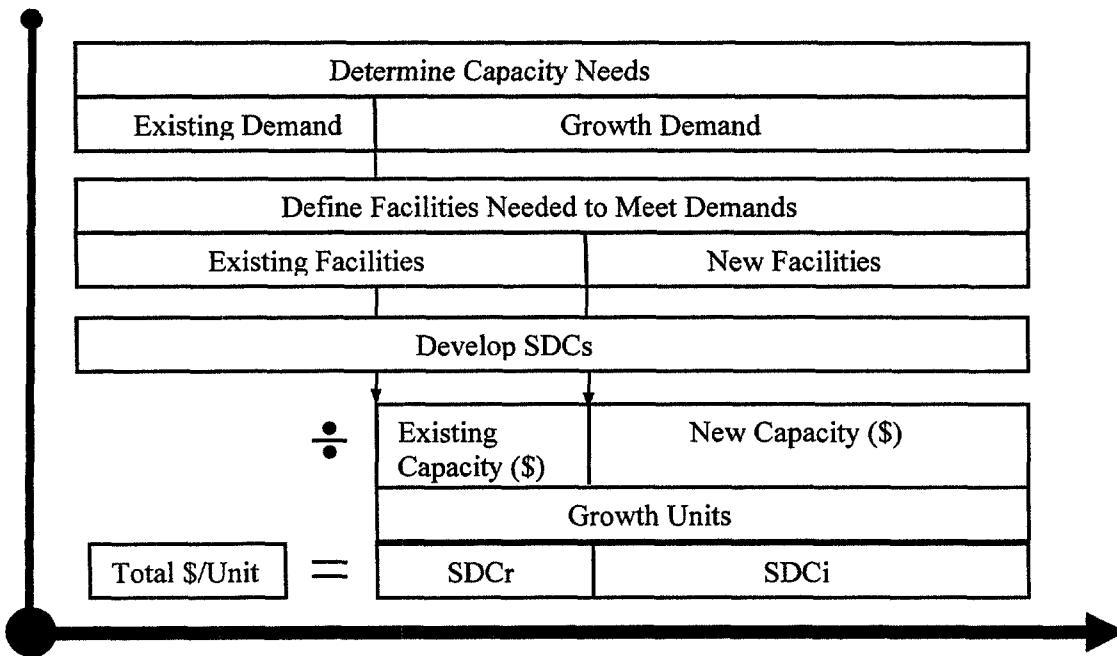 Determine Capacity Needs
Existing Demand
Growth Demand
Define Facilities Needed to Meet Demands
Existing Facilities
New Facilities
Develop SDCs
÷
Existing
Capacity ($)
New Capacity ($)
Growth Units
Total $/Unit
=
SDCr
SDCi